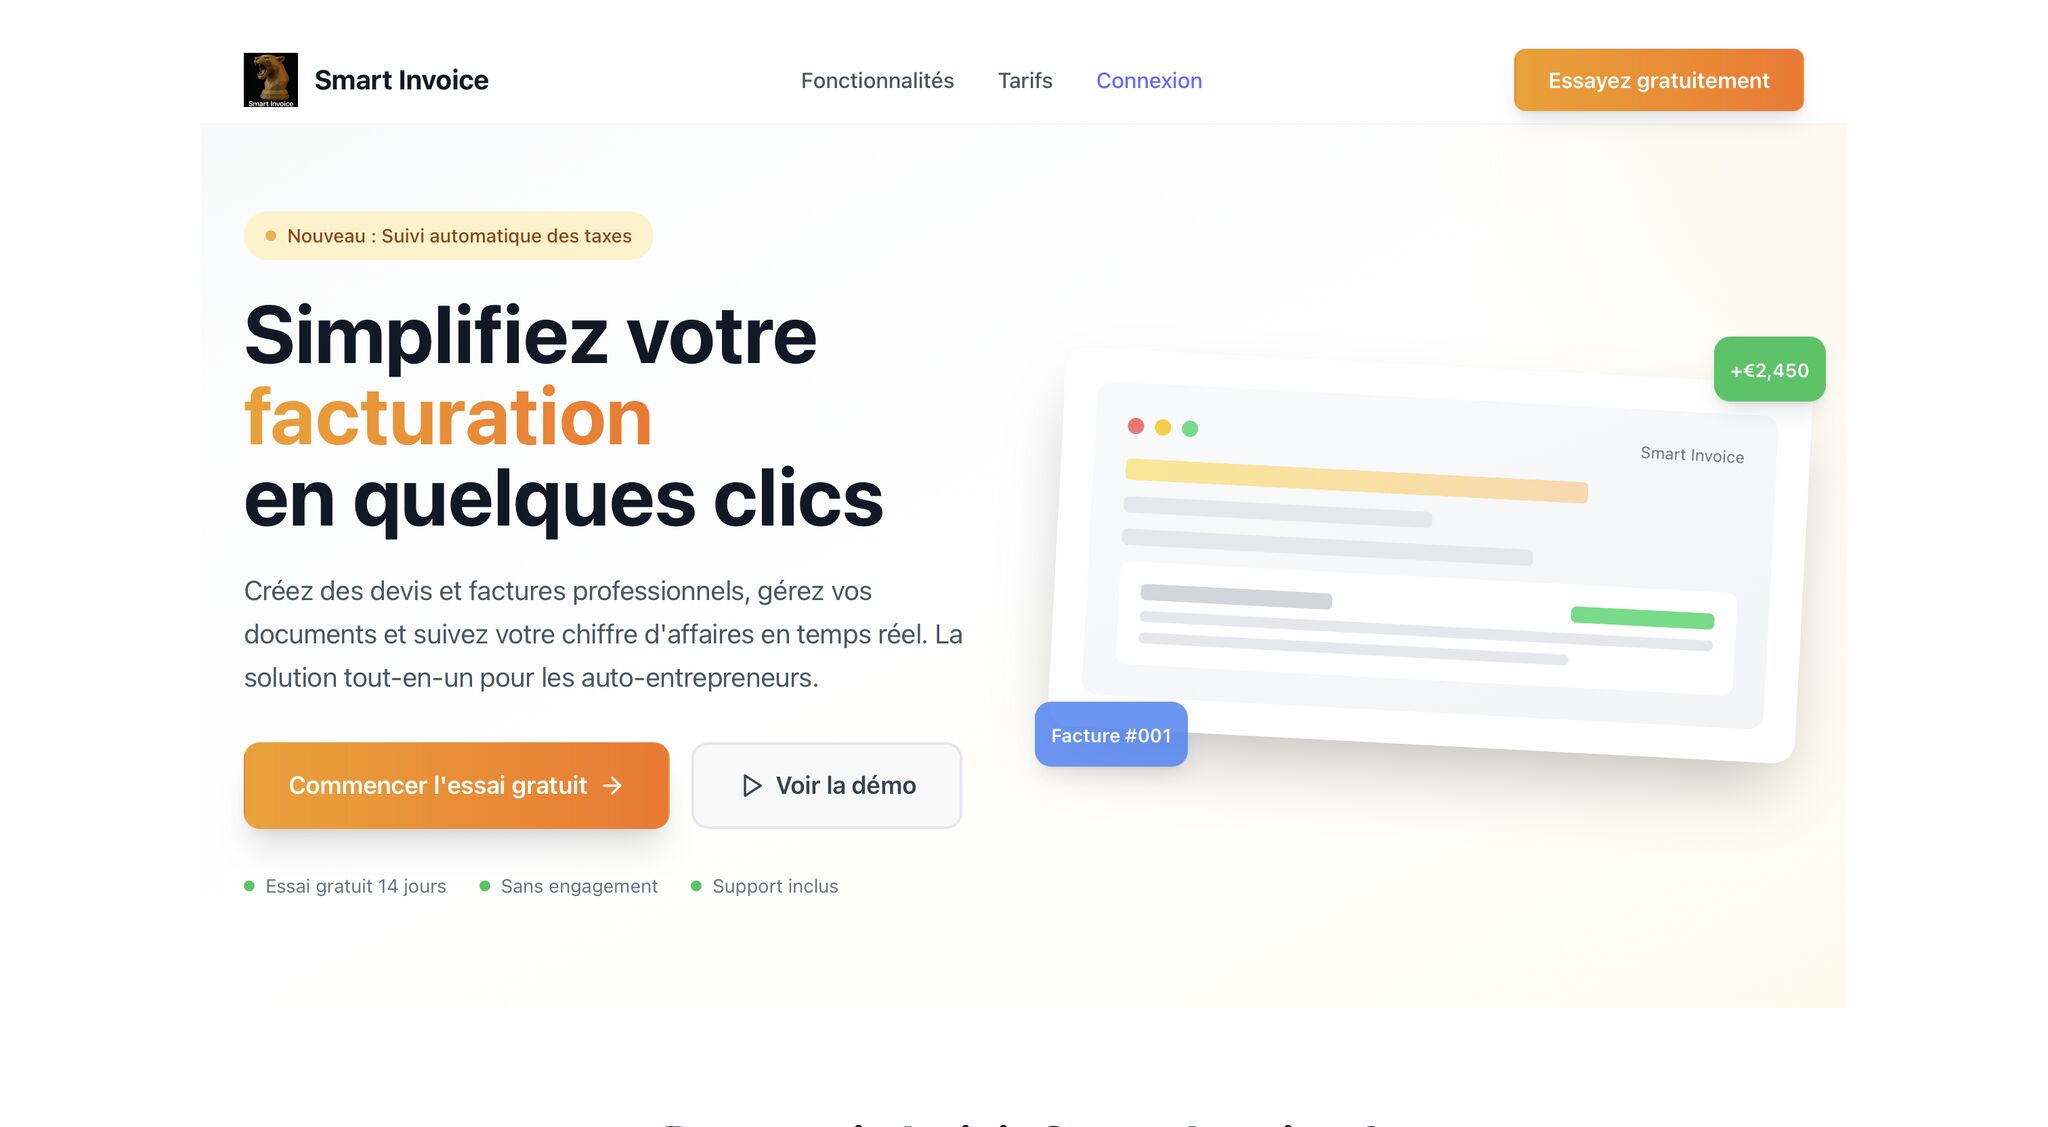 Smart Invoice
Smart Invoice
Fonctionnalités
Tarifs
Connexion
Essayez gratuitement
Nouveau : Suivi automatique des taxes
Simplifiez votre
facturation
en quelques clics
Créez des devis et factures professionnels, gérez vos
documents et suivez votre chiffre d'affaires en temps réel. La
solution tout-en-un pour les auto-entrepreneurs.
Commencer l'essai gratuit →
Voir la démo
Essai gratuit 14 jours
Sans engagement
Support inclus
+€2,450
Smart Invoice
Facture #001